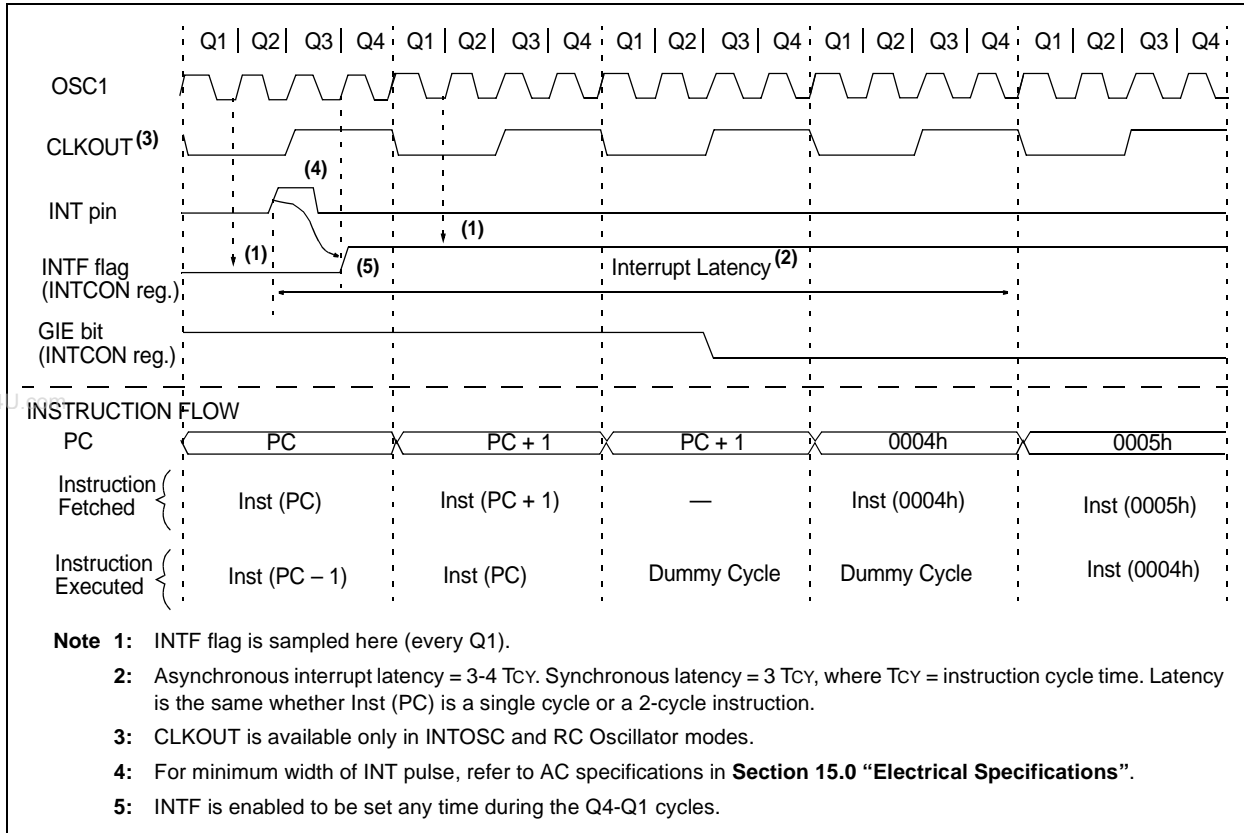 Q1 | Q2 | Q3 | Q4 Q1 | Q2 | Q3 | Q4 Q1 | Q2 | Q3 | Q4 Q1 | Q2 | Q3 | Q4 Q1 | Q2 | Q3 | Q4
OSC1
CLKOUT (3)
(4)
INT pin
(1)
(1)
(5)
INTF flag
(INTCON reg.)
Interrupt Latency (2)
GIE bit
(INTCON reg.)
4U.com
INSTRUCTION FLOW
PC PC PC + 1 PC + 1 0004h 0005h
Instruction
Fetched
Inst (PC) Inst (PC + 1) — Inst (0004h) Inst (0005h)
Instruction
Executed
Inst (PC – 1) Inst (PC) Dummy Cycle Dummy Cycle Inst (0004h)
Note 1: INTF flag is sampled here (every Q1).
2: Asynchronous interrupt latency = 3-4 TCY. Synchronous latency = 3 TCY, where TCY = instruction cycle time. Latency
is the same whether Inst (PC) is a single cycle or a 2-cycle instruction.
3: CLKOUT is available only in INTOSC and RC Oscillator modes.
4: For minimum width of INT pulse, refer to AC specifications in Section 15.0 “Electrical Specifications”.
5: INTF is enabled to be set any time during the Q4-Q1 cycles.